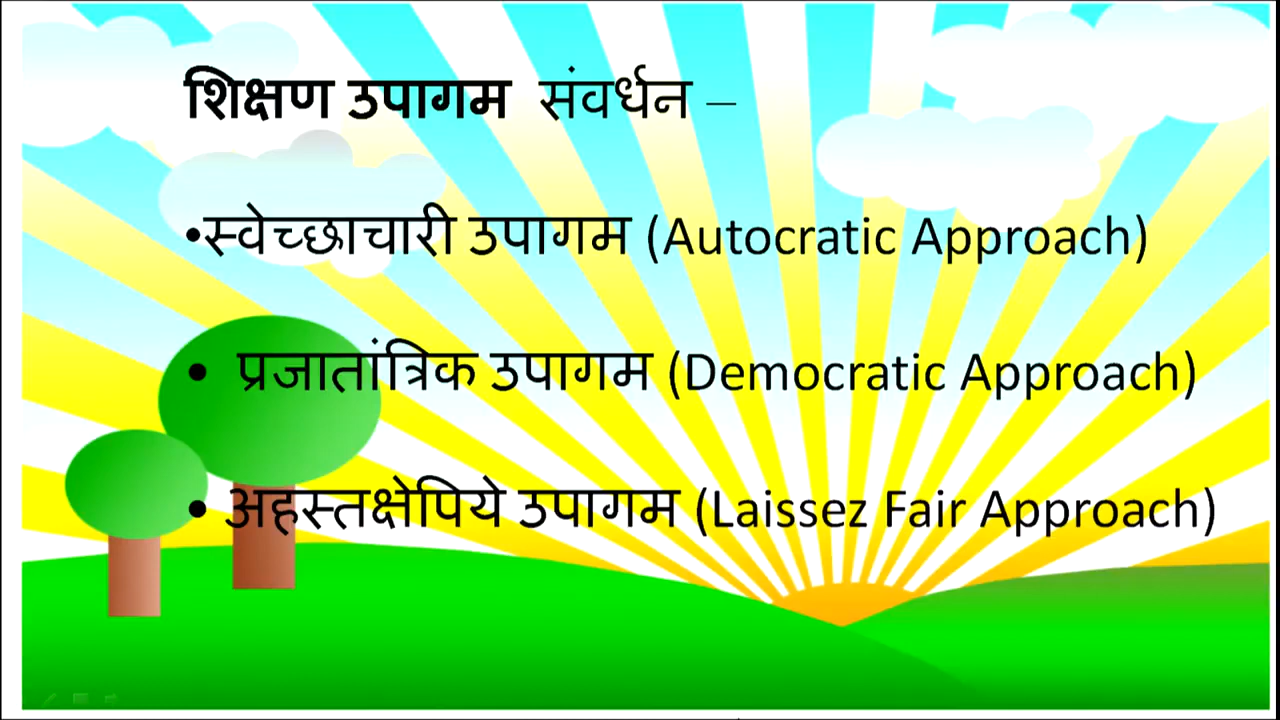 शिक्षण उपागम संवर्धन –
•स्वेच्छाचारी उपागम (Autocratic Approach)
• प्रजातांत्रिक उपागम (Democratic Approach)
• अहस्तक्षेपिये उपागम (Laissez Fair Approach)